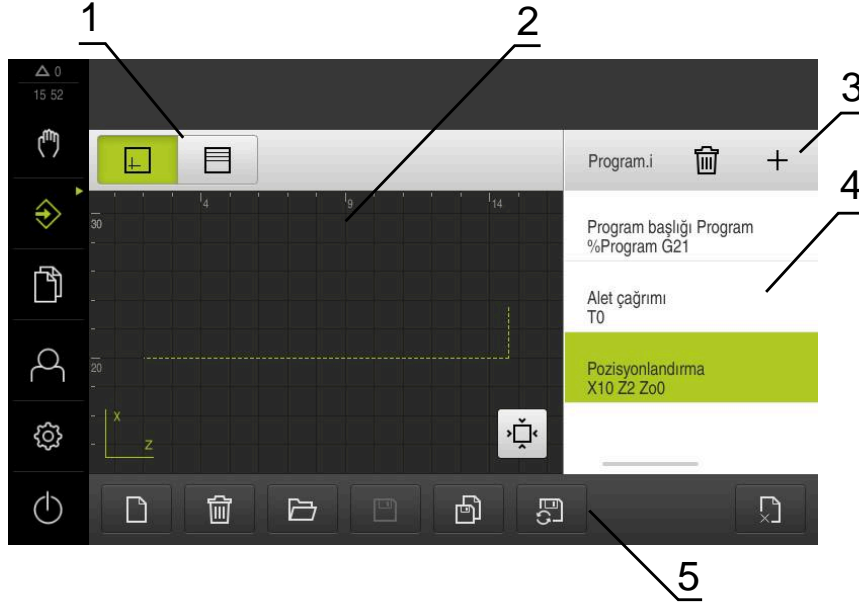 1
2
3
4
5
0
15 52
Program.i
4
9
14
30
20
X
Z
Program başlığı Program
%Program G21
Alet çağrımı
T0
Pozisyonlandırma
X10 Z2 Zo0